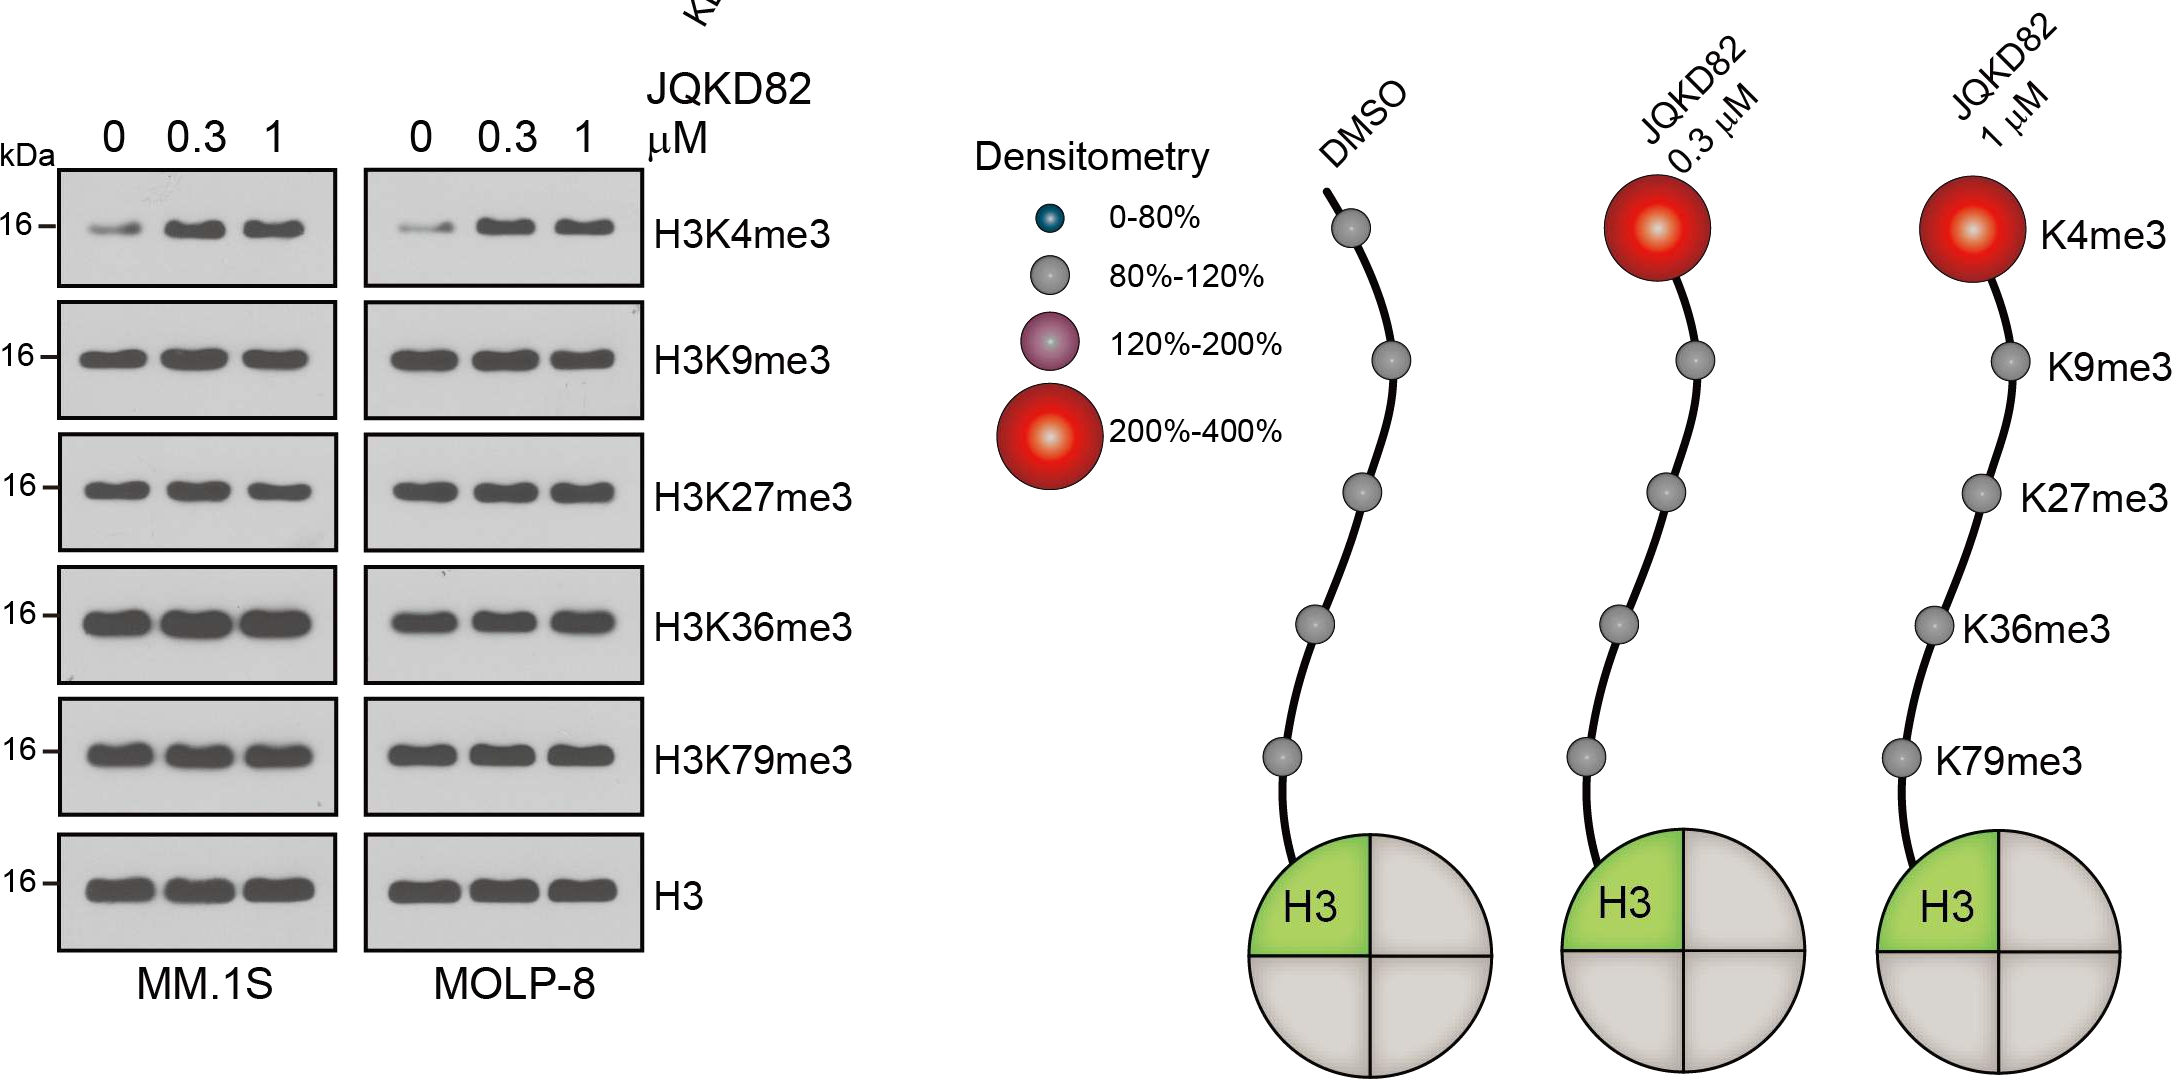 JQKD82
0 0.3 1 0 0.3 1 µM
kDa
16 H3K4me3
16 H3K9me3
16 H3K27me3
16 H3K36me3
16 H3K79me3
16 H3
MM.1S MOLP-8
Densitometry
0-80%
80%-120%
120%-200%
200%-400%
DMSO
JQKD82
0.3 µM
JQKD82
1 µM
K4me3
K9me3
K27me3
K36me3
K79me3
H3 H3 H3